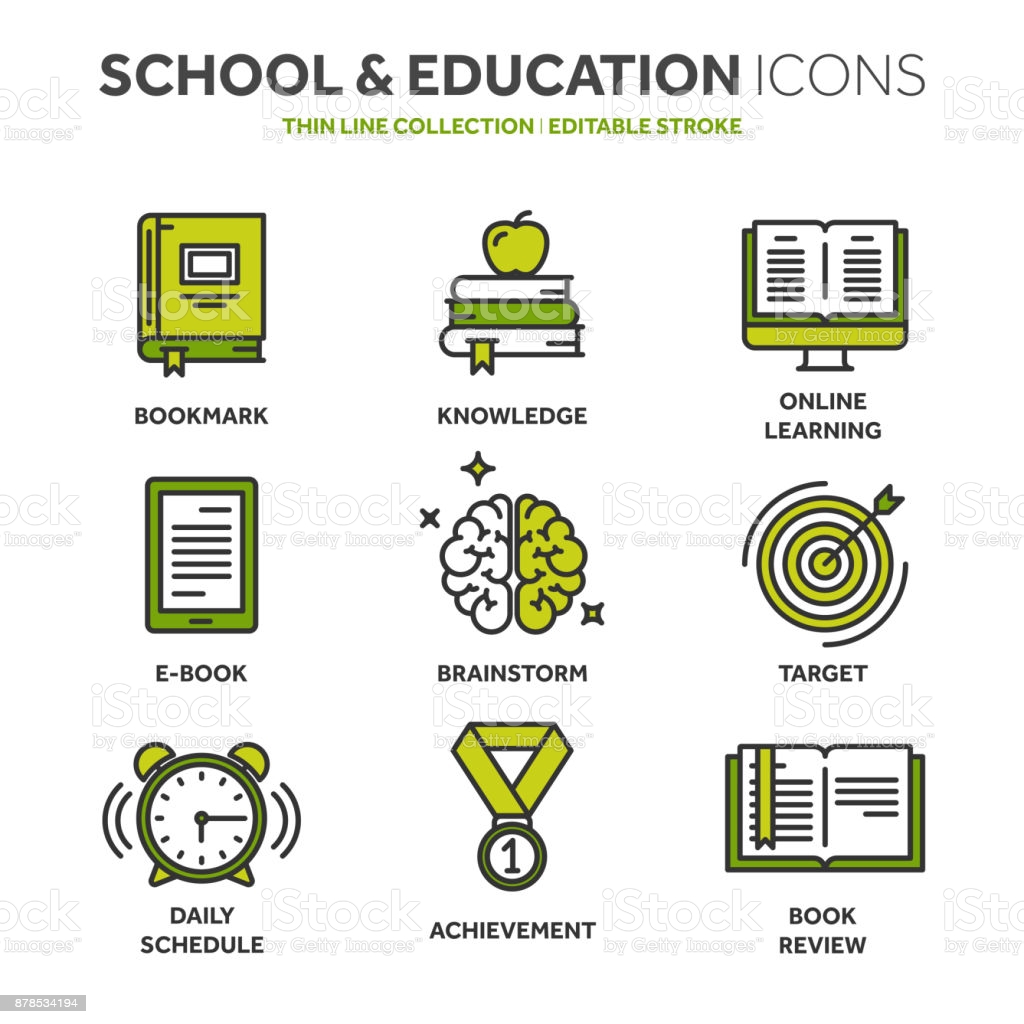 SCHOOL & EDUCATION ICONS
THIN LINE COLLECTION | EDITABLE STROKE
BOOKMARK
KNOWLEDGE
ONLINE
LEARNING
E-BOOK
BRAINSTORM
TARGET
1
DAILY
SCHEDULE
ACHIEVEMENT
BOOK
REVIEW
iStock
by Getty Images™
878534194